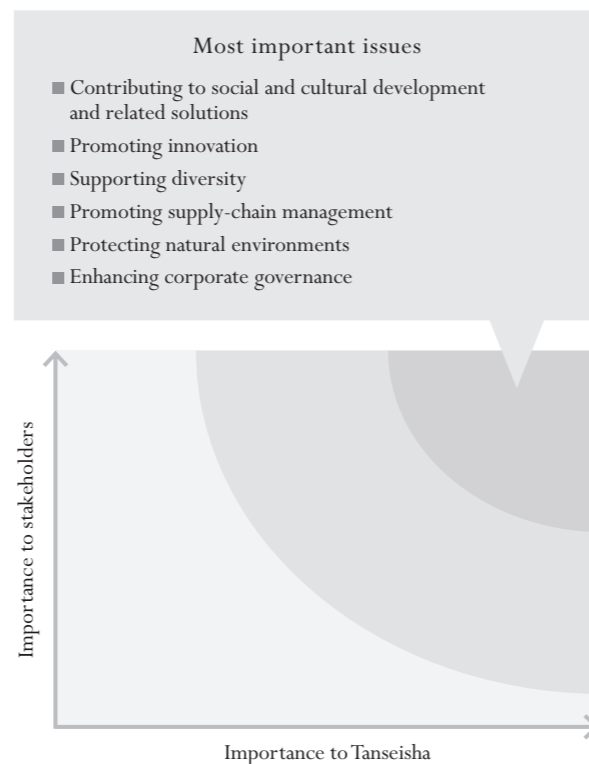 Most important issues
Contributing to social and cultural development
and related solutions
Promoting innovation
Supporting diversity
Promoting supply-chain management
Protecting natural environments
Enhancing corporate governance
Importance to stakeholders
Importance to Tanseisha